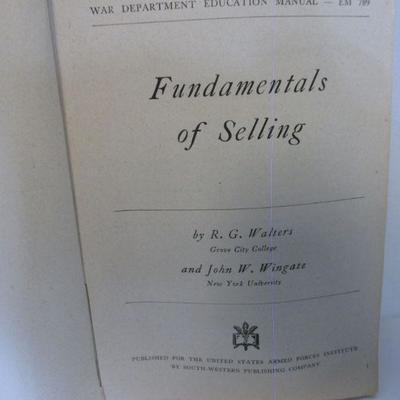 WAR DEPARTMENT EDUCATION MANUAL — EM 789
Fundamentals
of Selling
by R. G. Walters
Grove City College
and John W. Wingate
New York University
PUBLISHED FOR THE UNITED STATES ARMED FORCES INSTITUTE
BY SOUTH-WESTERN PUBLISHING COMPANY